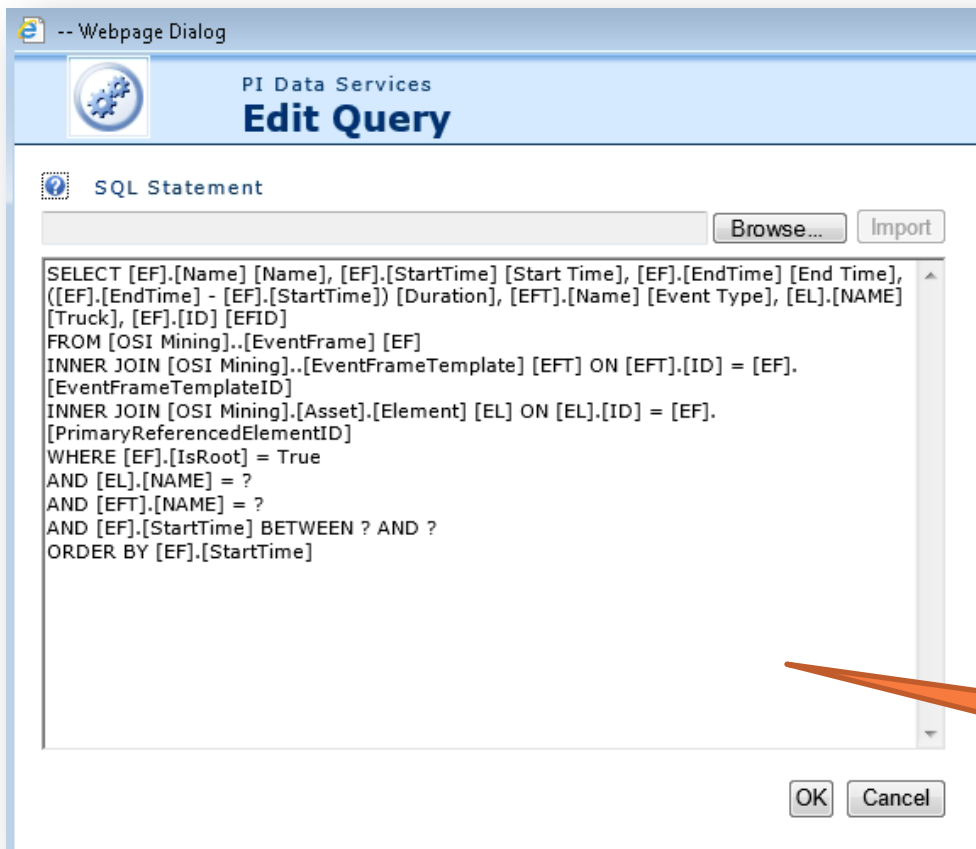 -- Webpage Dialog
PI Data Services
Edit Query
SQL Statement
Browse... Import
SELECT [EF].[Name] [Name], [EF].[StartTime] [Start Time], [EF].[EndTime] [End Time],
([EF].[EndTime] - [EF].[StartTime]) [Duration], [EFT].[Name] [Event Type], [EL].[NAME]
[Truck], [EF].[ID] [EFID]
FROM [OSI Mining]..[EventFrame] [EF]
INNER JOIN [OSI Mining]..[EventFrameTemplate] [EFT] ON [EFT].[ID] = [EF].
[EventFrameTemplateID]
INNER JOIN [OSI Mining].[Asset].[Element] [EL] ON [EL].[ID] = [EF].
[PrimaryReferencedElementID]
WHERE [EF].[IsRoot] = True
AND [EL].[NAME] = ?
AND [EFT].[NAME] = ?
AND [EF].[StartTime] BETWEEN ? AND ?
ORDER BY [EF].[StartTime]
OK Cancel